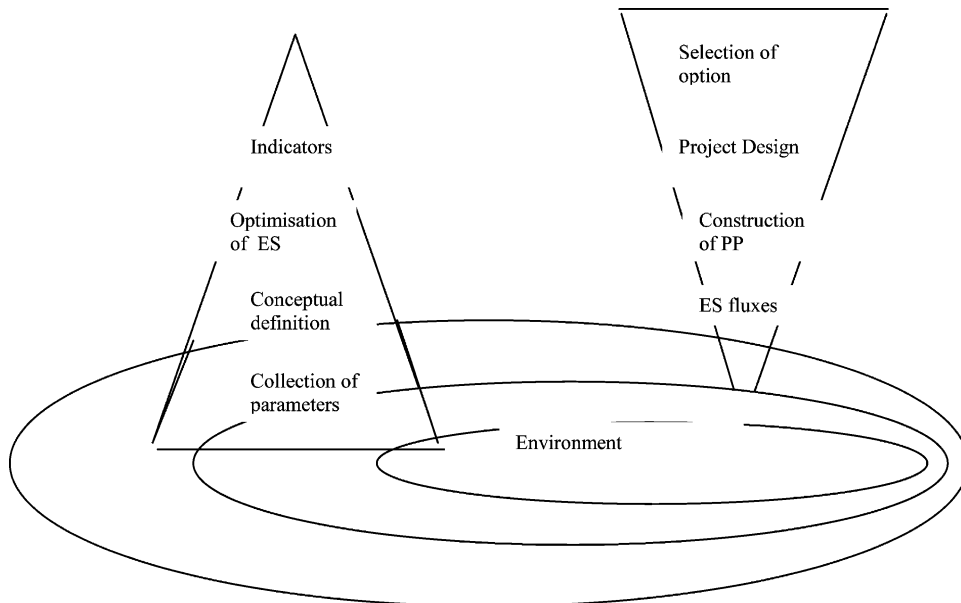 Indicators
Optimisation
of ES
Conceptual
definition
Collection of
parameters
Selection of
option
Project Design
Construction
of PP
ES fluxes
Environment